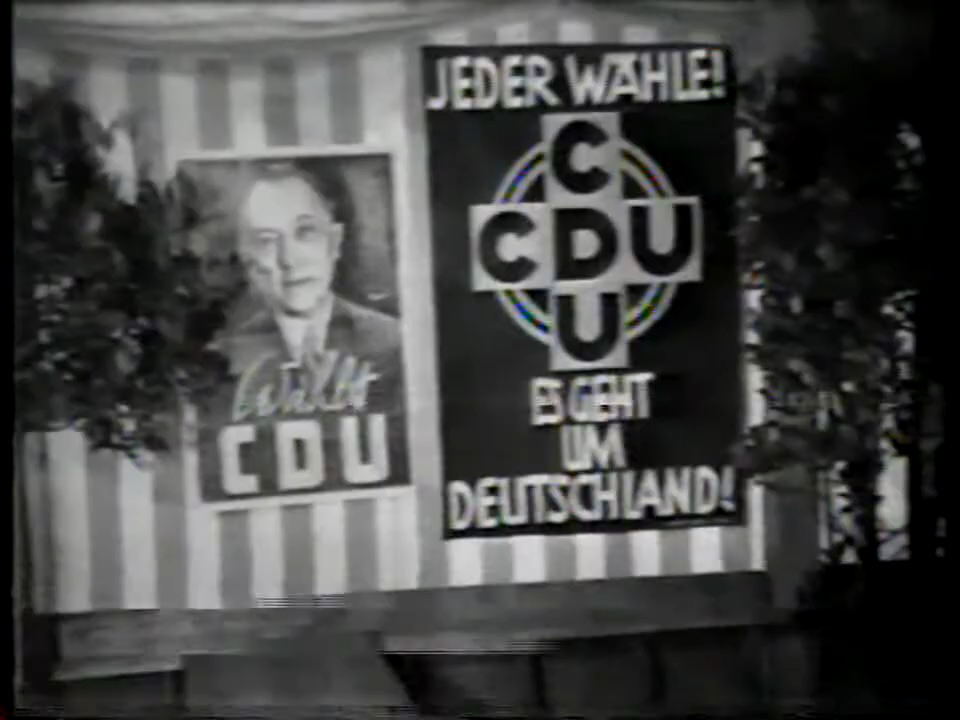 Wählt
CDU
JEDER WÄHLE!
C
CDU
U
ES GEHT
UM
DEUTSCHLAND!